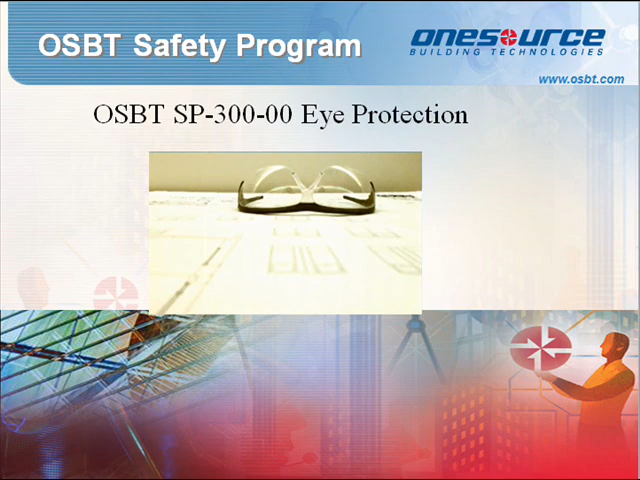 OSBT Safety Program
onesource
BUILDING TECHNOLOGIES
www.osbt.com
OSBT SP-300-00 Eye Protection